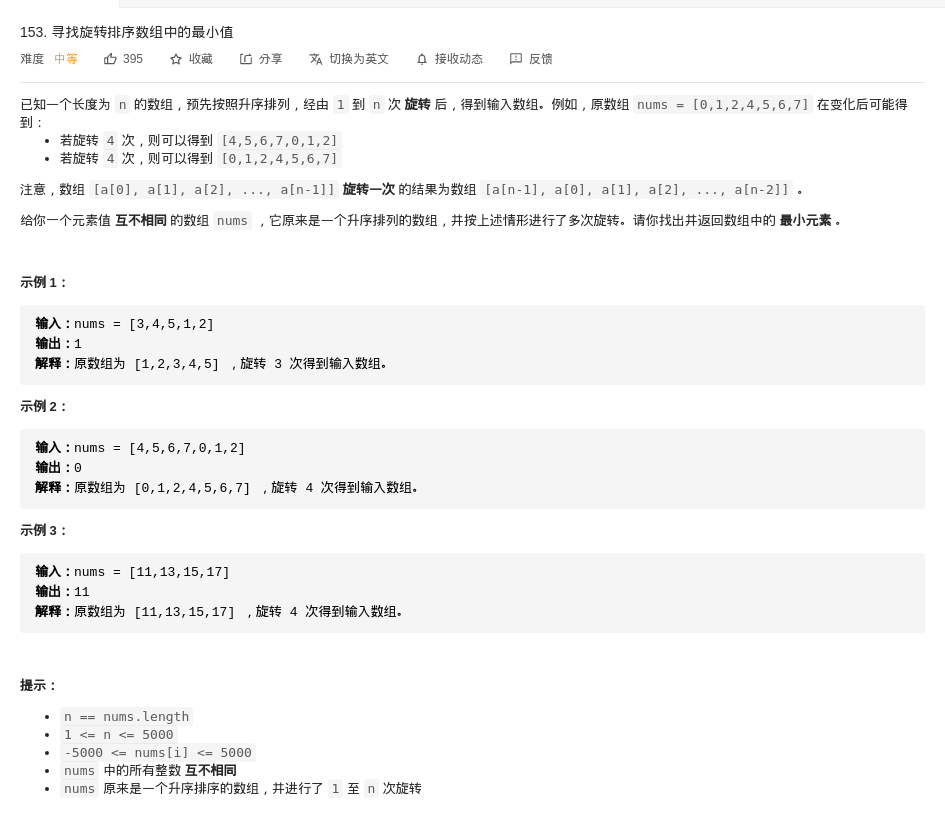 153. 寻找旋转排序数组中的最小值
难度 中等 395 收藏 分享 切换为英文 接收动态 反馈
已知一个长度为 n 的数组，预先按照升序排列，经由 1 到 n 次 旋转 后，得到输入数组。例如，原数组 nums = [0,1,2,4,5,6,7] 在变化后可能得
到：
• 若旋转 4 次，则可以得到 [4,5,6,7,0,1,2]
• 若旋转 4 次，则可以得到 [0,1,2,4,5,6,7]
注意，数组 [a[0], a[1], a[2], ..., a[n-1]] 旋转一次 的结果为数组 [a[n-1], a[0], a[1], a[2], ..., a[n-2]] 。
给你一个元素值 互不相同 的数组 nums ，它原来是一个升序排列的数组，并按上述情形进行了多次旋转。请你找出并返回数组中的 最小元素 。
示例 1：
输入：nums = [3,4,5,1,2]
输出：1
解释：原数组为 [1,2,3,4,5] ，旋转 3 次得到输入数组。
示例 2：
输入：nums = [4,5,6,7,0,1,2]
输出：0
解释：原数组为 [0,1,2,4,5,6,7] ，旋转 4 次得到输入数组。
示例 3：
输入：nums = [11,13,15,17]
输出：11
解释：原数组为 [11,13,15,17] ，旋转 4 次得到输入数组。
提示：
• n == nums.length
• 1 <= n <= 5000
• -5000 <= nums[i] <= 5000
• nums 中的所有整数 互不相同
• nums 原来是一个升序排序的数组，并进行了 1 至 n 次旋转